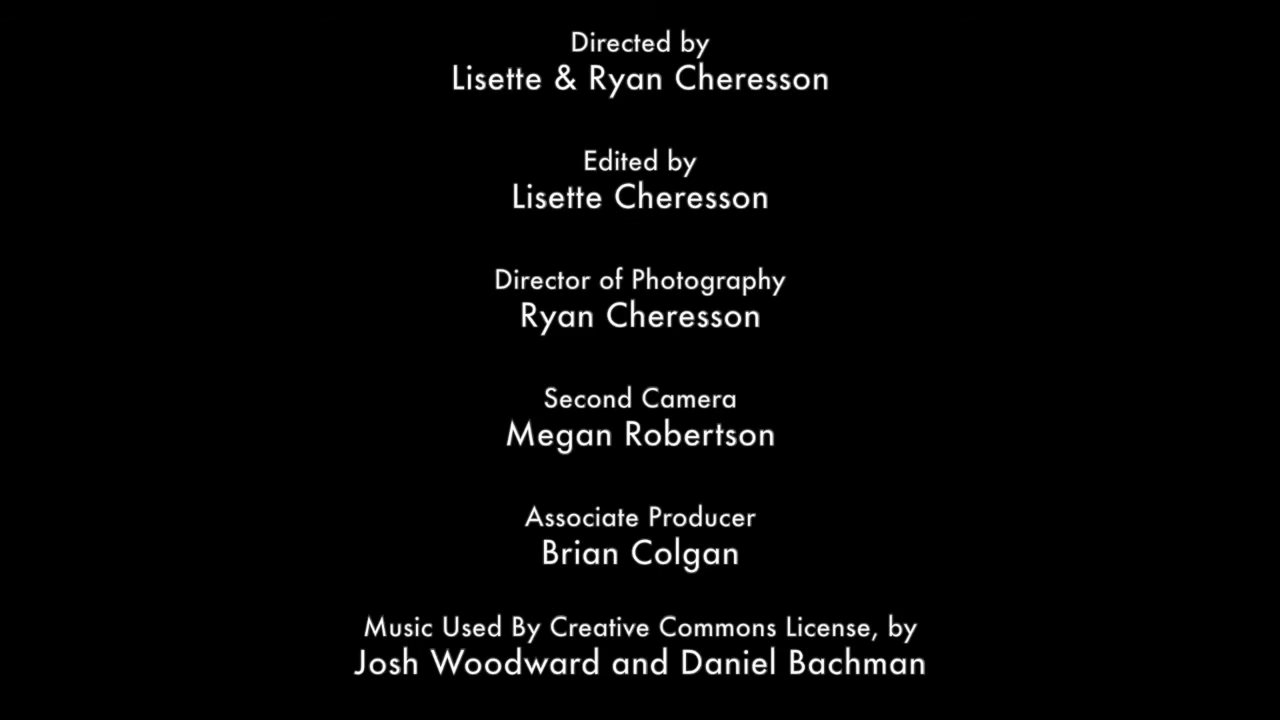 Directed by
Lisette & Ryan Cheresson
Edited by
Lisette Cheresson
Director of Photography
Ryan Cheresson
Second Camera
Megan Robertson
Associate Producer
Brian Colgan
Music Used By Creative Commons License, by
Josh Woodward and Daniel Bachman